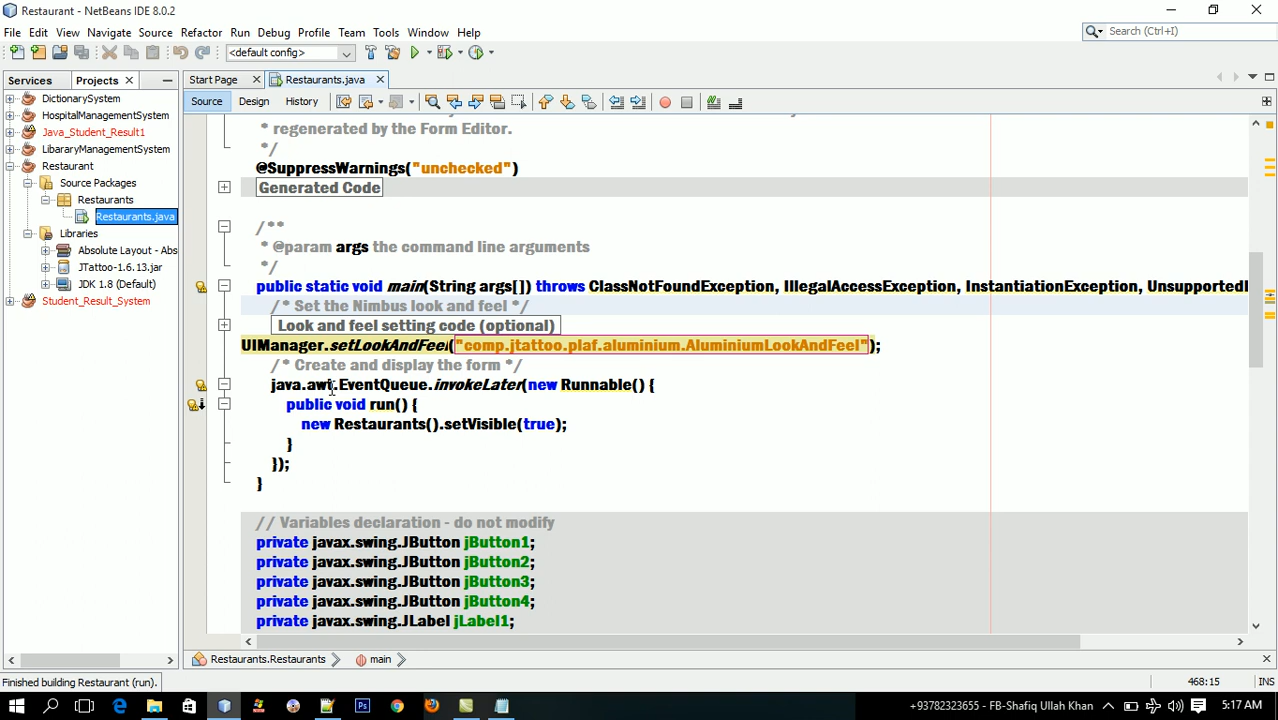 Restaurant - NetBeans IDE 8.0.2
File Edit View Navigate Source Refactor Run Debug Profile Team Tools Window Help
Search (Ctrl+I)
<default config>
Services Projects
Start Page Restaurants.java
Source Design History
DictionarySystem
HospitalManagementSystem
Java_Student_Result1
LibararyManagementSystem
Restaurant
Source Packages
Restaurants
Restaurants.java
Libraries
Absolute Layout - Abs
JTattoo-1.6.13.jar
JDK 1.8 (Default)
Student_Result_System
* regenerated by the Form Editor.
*/
@SuppressWarnings("unchecked")
Generated Code
/**
* @param args the command line arguments
*/
public static void main(String args[]) throws ClassNotFoundException, IllegalAccessException, InstantiationException, Unsupported
/* Set the Nimbus look and feel */
Look and feel setting code (optional)
UIManager.setLookAndFeel("comp.jtattoo.plaf.aluminium.AluminiumLookAndFeel");
/* Create and display the form */
java.awt.EventQueue.invokeLater(new Runnable() {
public void run() {
new Restaurants().setVisible(true);
}
});
}
// Variables declaration - do not modify
private javax.swing.JButton jButton1;
private javax.swing.JButton jButton2;
private javax.swing.JButton jButton3;
private javax.swing.JButton jButton4;
private javax.swing.JLabel jLabel1;
Restaurants.Restaurants main
Finished building Restaurant (run).
468:15 INS
+93782323655 - FB-Shafiq Ullah Khan 5:17 AM